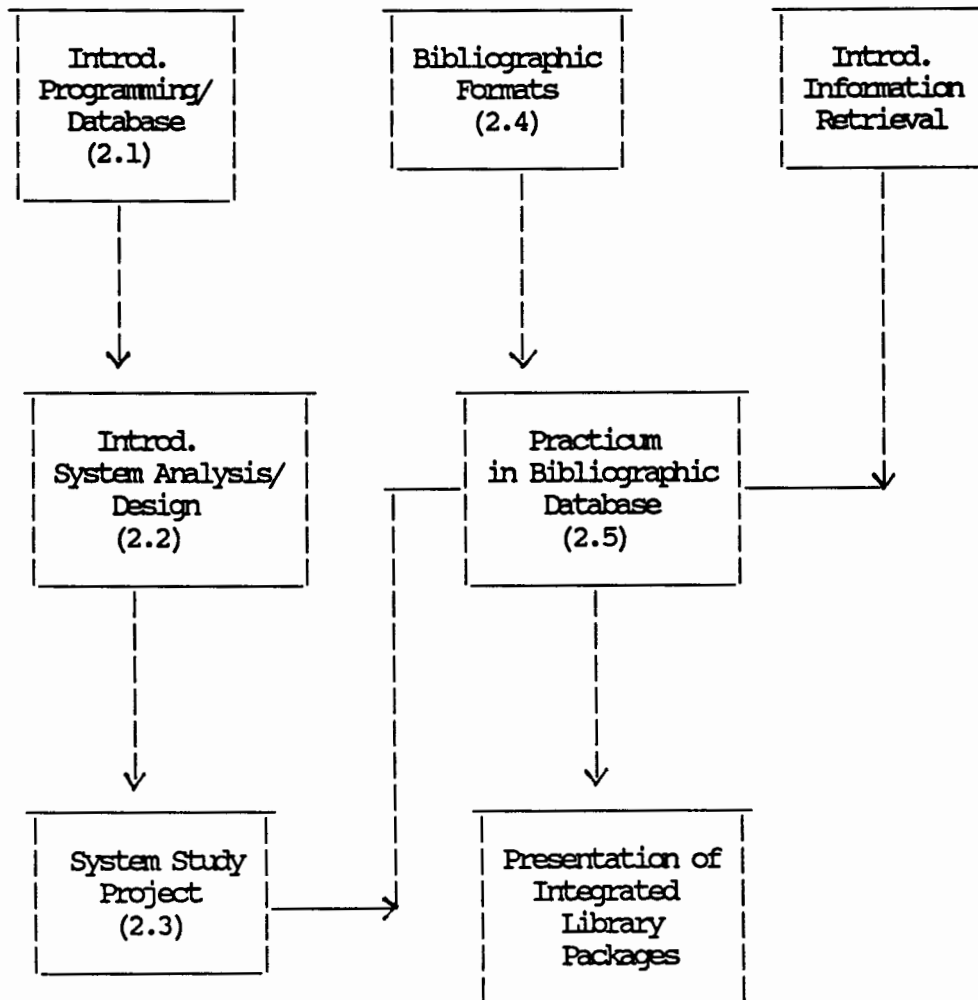 Introd.
Programming/
Database
(2.1)
Bibliographic
Formats
(2.4)
Introd.
Information
Retrieval
Introd.
System Analysis/
Design
(2.2)
Practicum
in Bibliographic
Database
(2.5)
System Study
Project
(2.3)
Presentation of
Integrated
Library
Packages